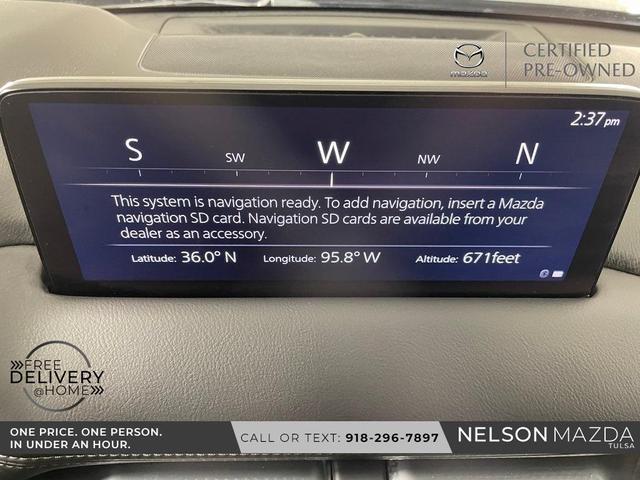 mazda
CERTIFIED
PRE-OWNED
2:37pm
S SW W NW N
This system is navigation ready. To add navigation, insert a Mazda
navigation SD card. Navigation SD cards are available from your
dealer as an accessory.
Latitude: 36.0° N Longitude: 95.8° W Altitude: 671feet
FREE
DELIVERY
@HOME
ONE PRICE. ONE PERSON.
IN UNDER AN HOUR.
CALL OR TEXT: 918-296-7897
NELSON MAZDA
TULSA